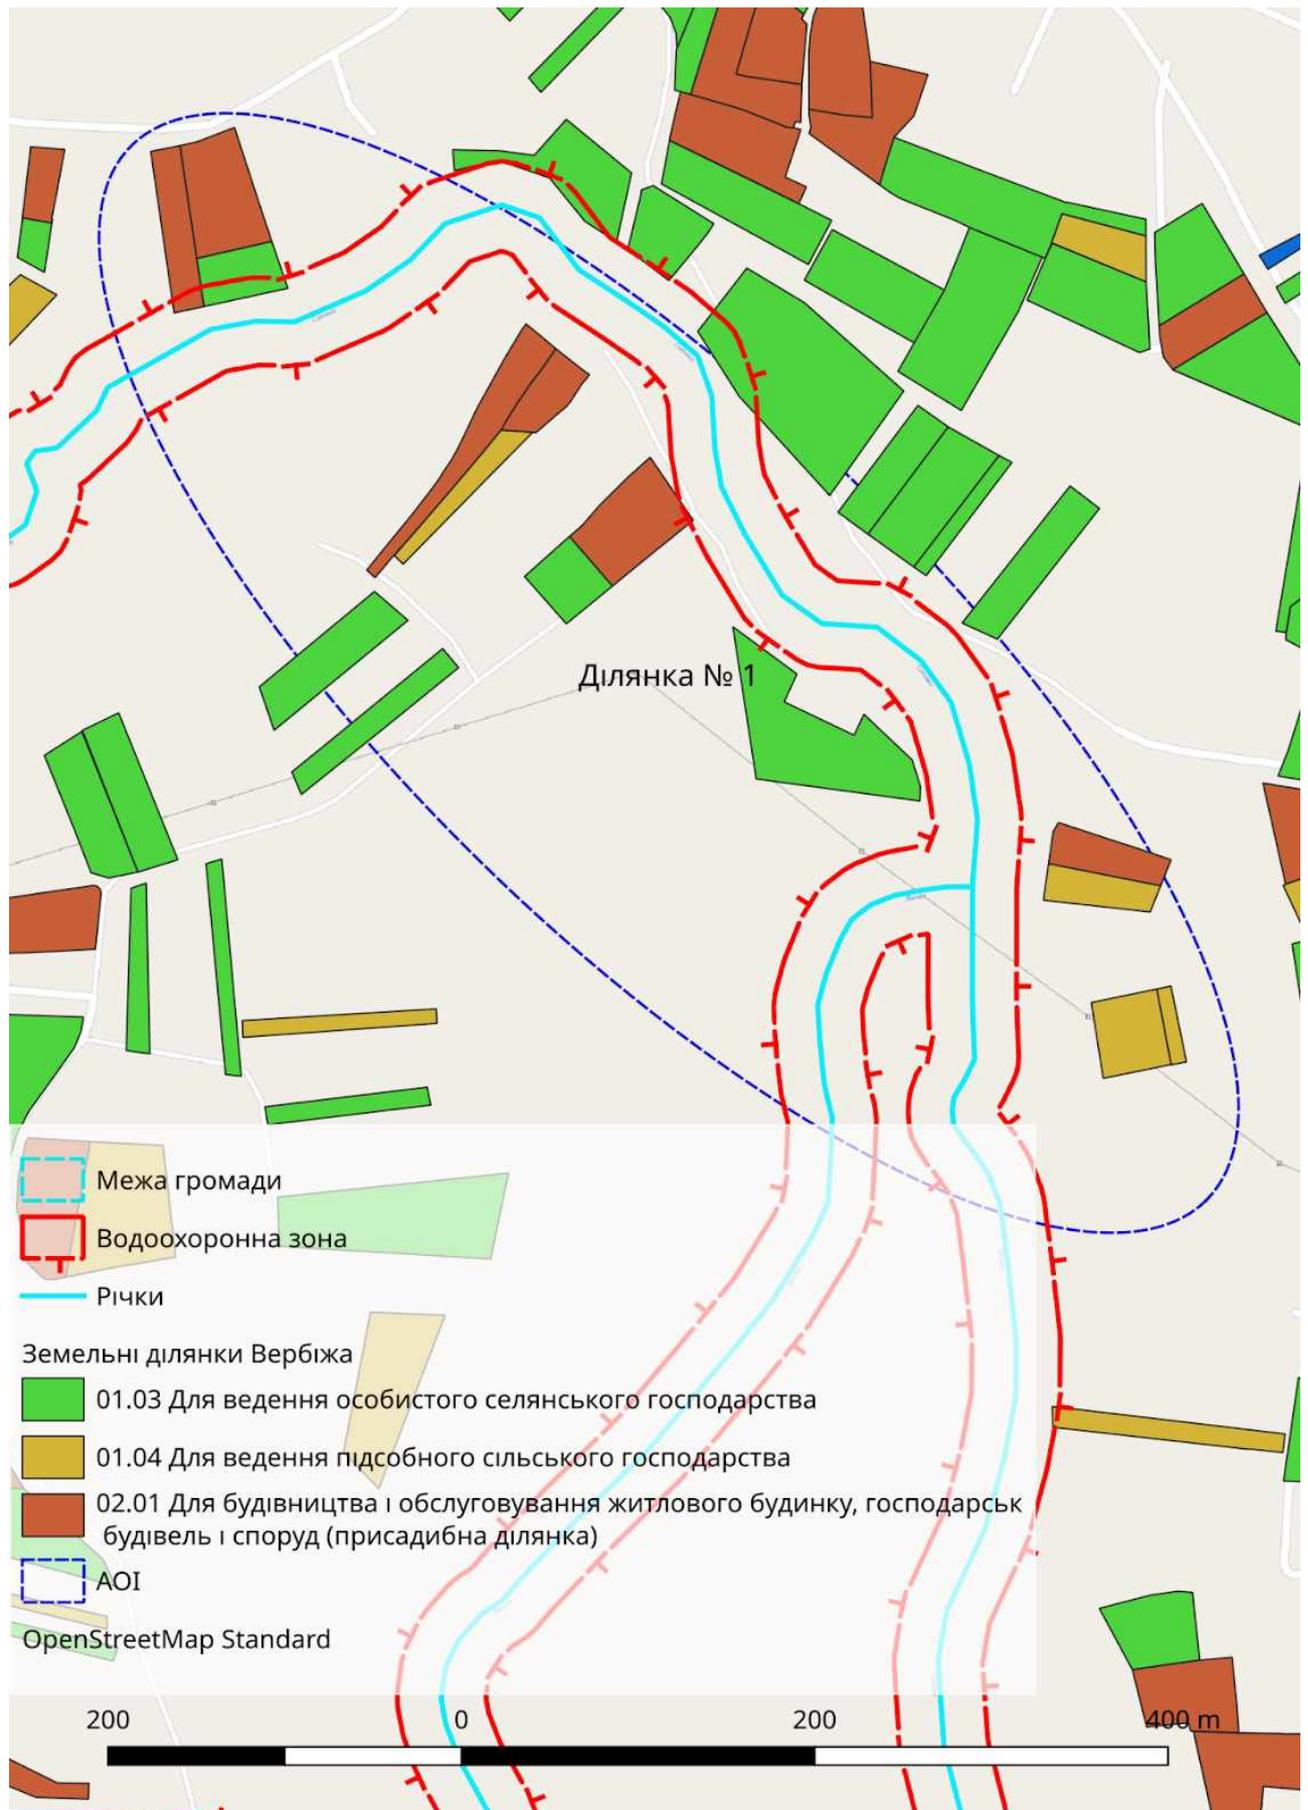 Ділянка № 1
Межа громади
Водоохоронна зона
Річки
Земельні ділянки Вербіжа
01.03 Для ведення особистого селянського господарства
01.04 Для ведення підсобного сільського господарства
02.01 Для будівництва і обслуговування житлового будинку, господарськ
будівель і споруд (присадибна ділянка)
AOI
OpenStreetMap Standard
200 0 200 400 m